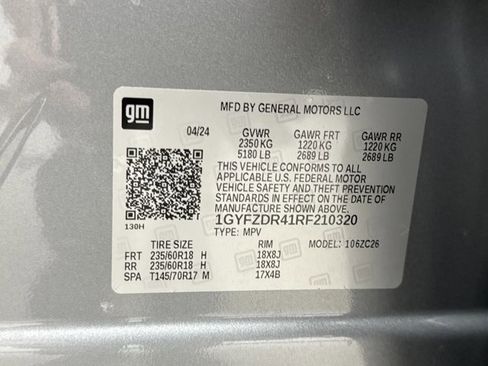 gm
MFD BY GENERAL MOTORS LLC
04/24 GVWR GAWR FRT GAWR RR
2350 KG 1220 KG 1220 KG
5180 LB 2689 LB 2689 LB
THIS VEHICLE CONFORMS TO ALL
APPLICABLE U.S. FEDERAL MOTOR
VEHICLE SAFETY AND THEFT PREVENTION
STANDARDS IN EFFECT ON THE DATE OF
MANUFACTURE SHOWN ABOVE.
1GYFZDR41RF210320
130H TYPE: MPV
TIRE SIZE RIM MODEL: 106ZC26
FRT 235/60R18 H 18X8J
RR 235/60R18 H 18X8J
SPA T145/70R17 M 17X4B